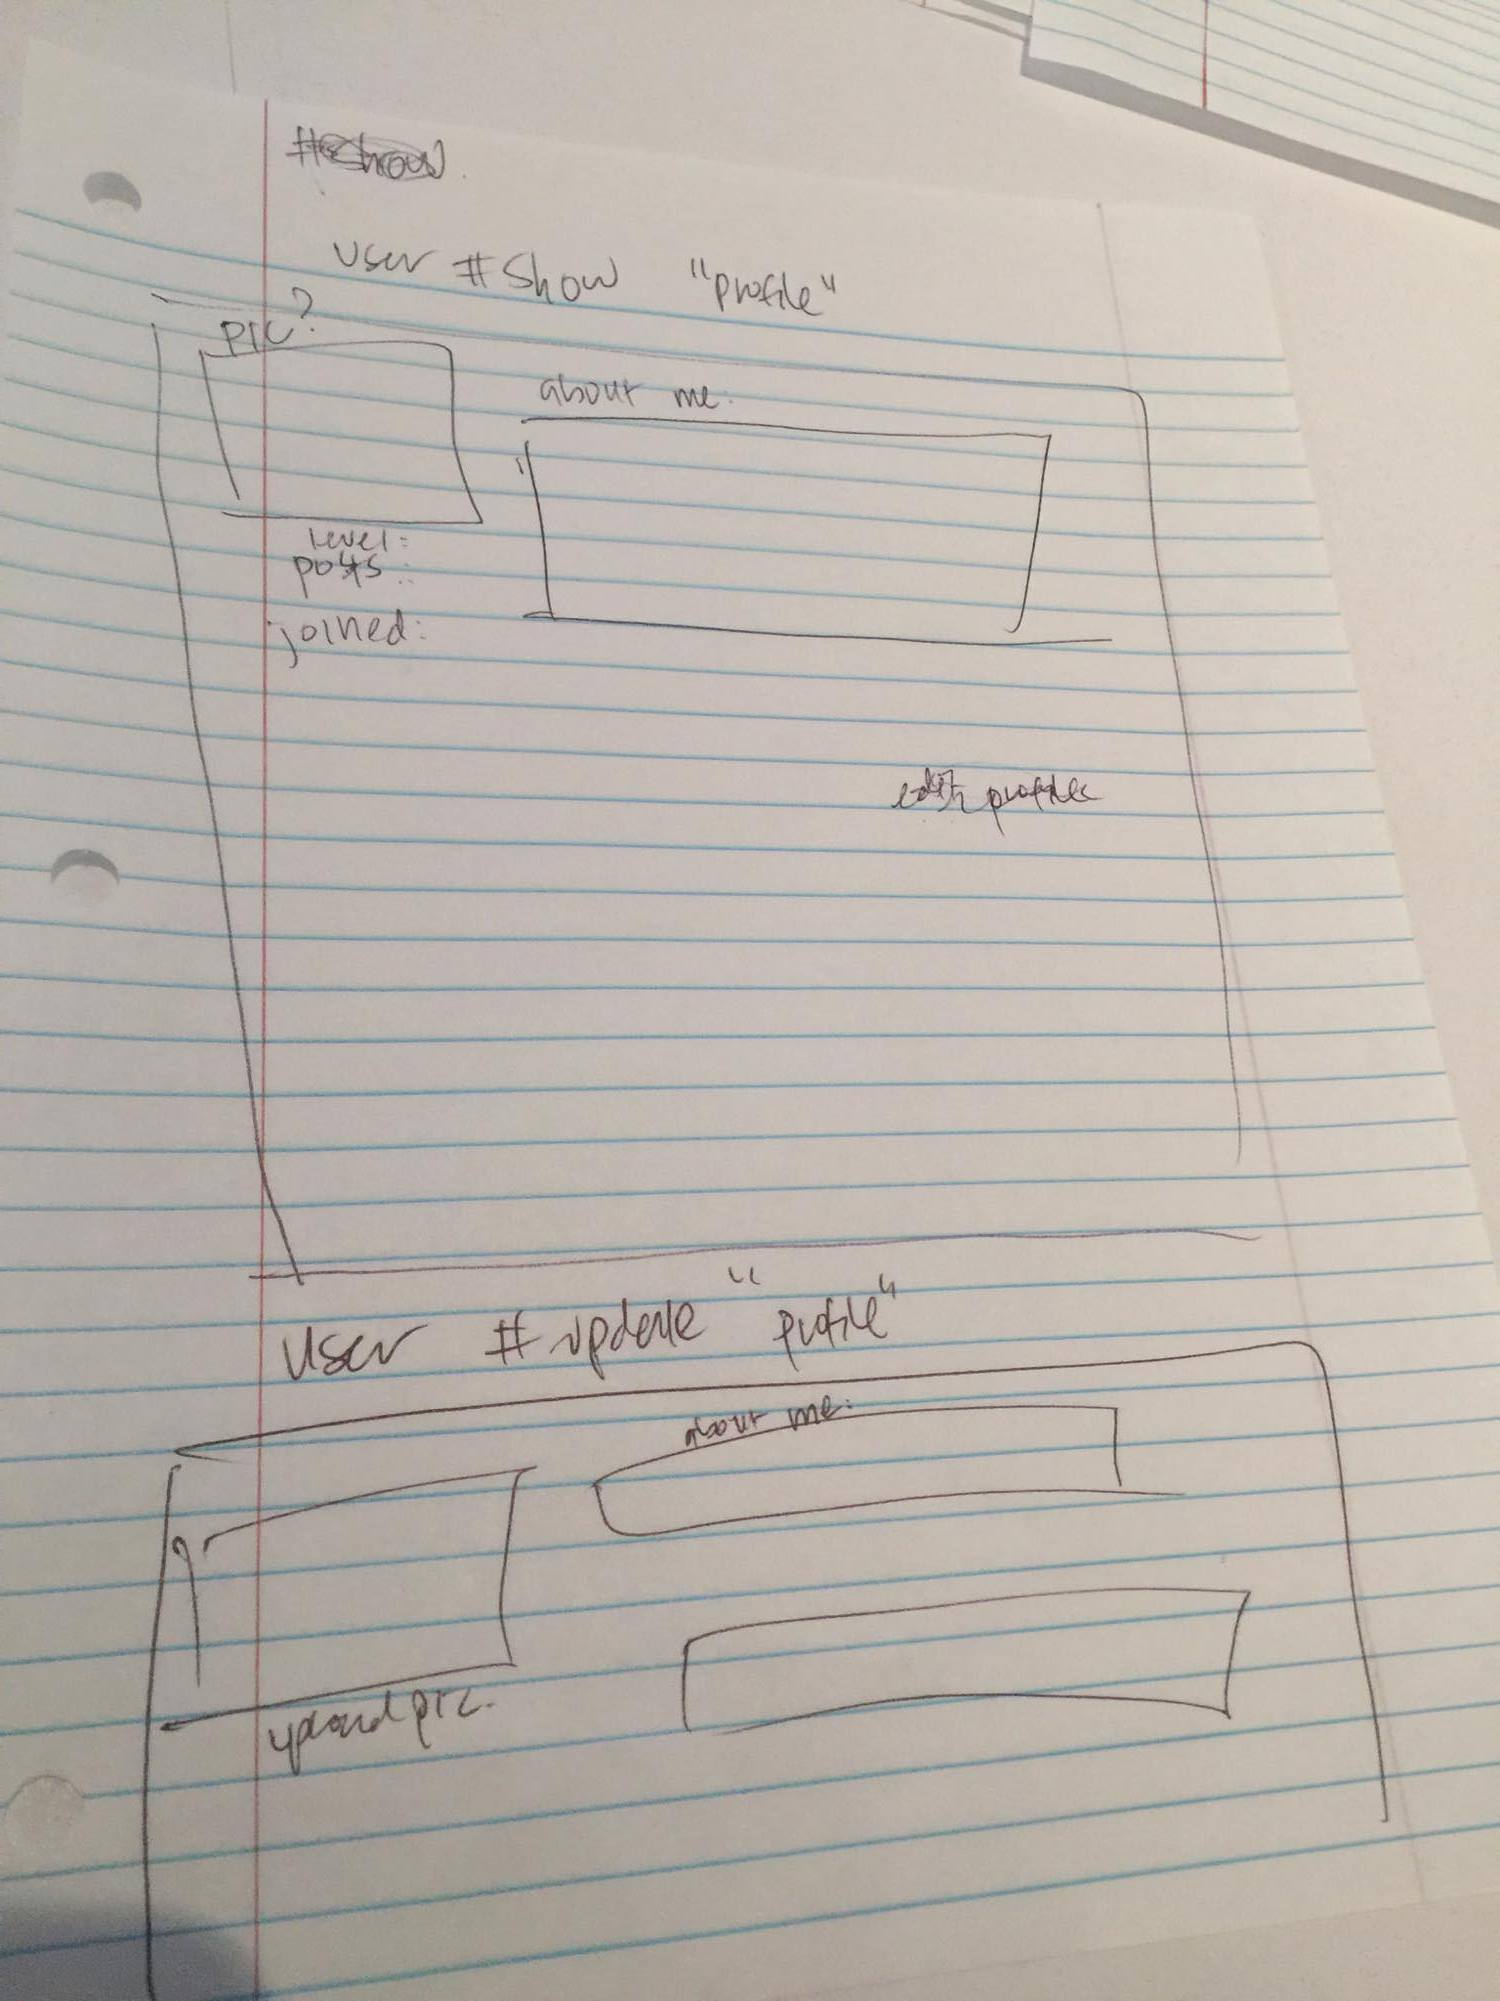 #Show
user #Show "profile"
PIC?
about me.
Level:
posts:
joined:
edit profile
user #update "profile"
about me:
upload pic.